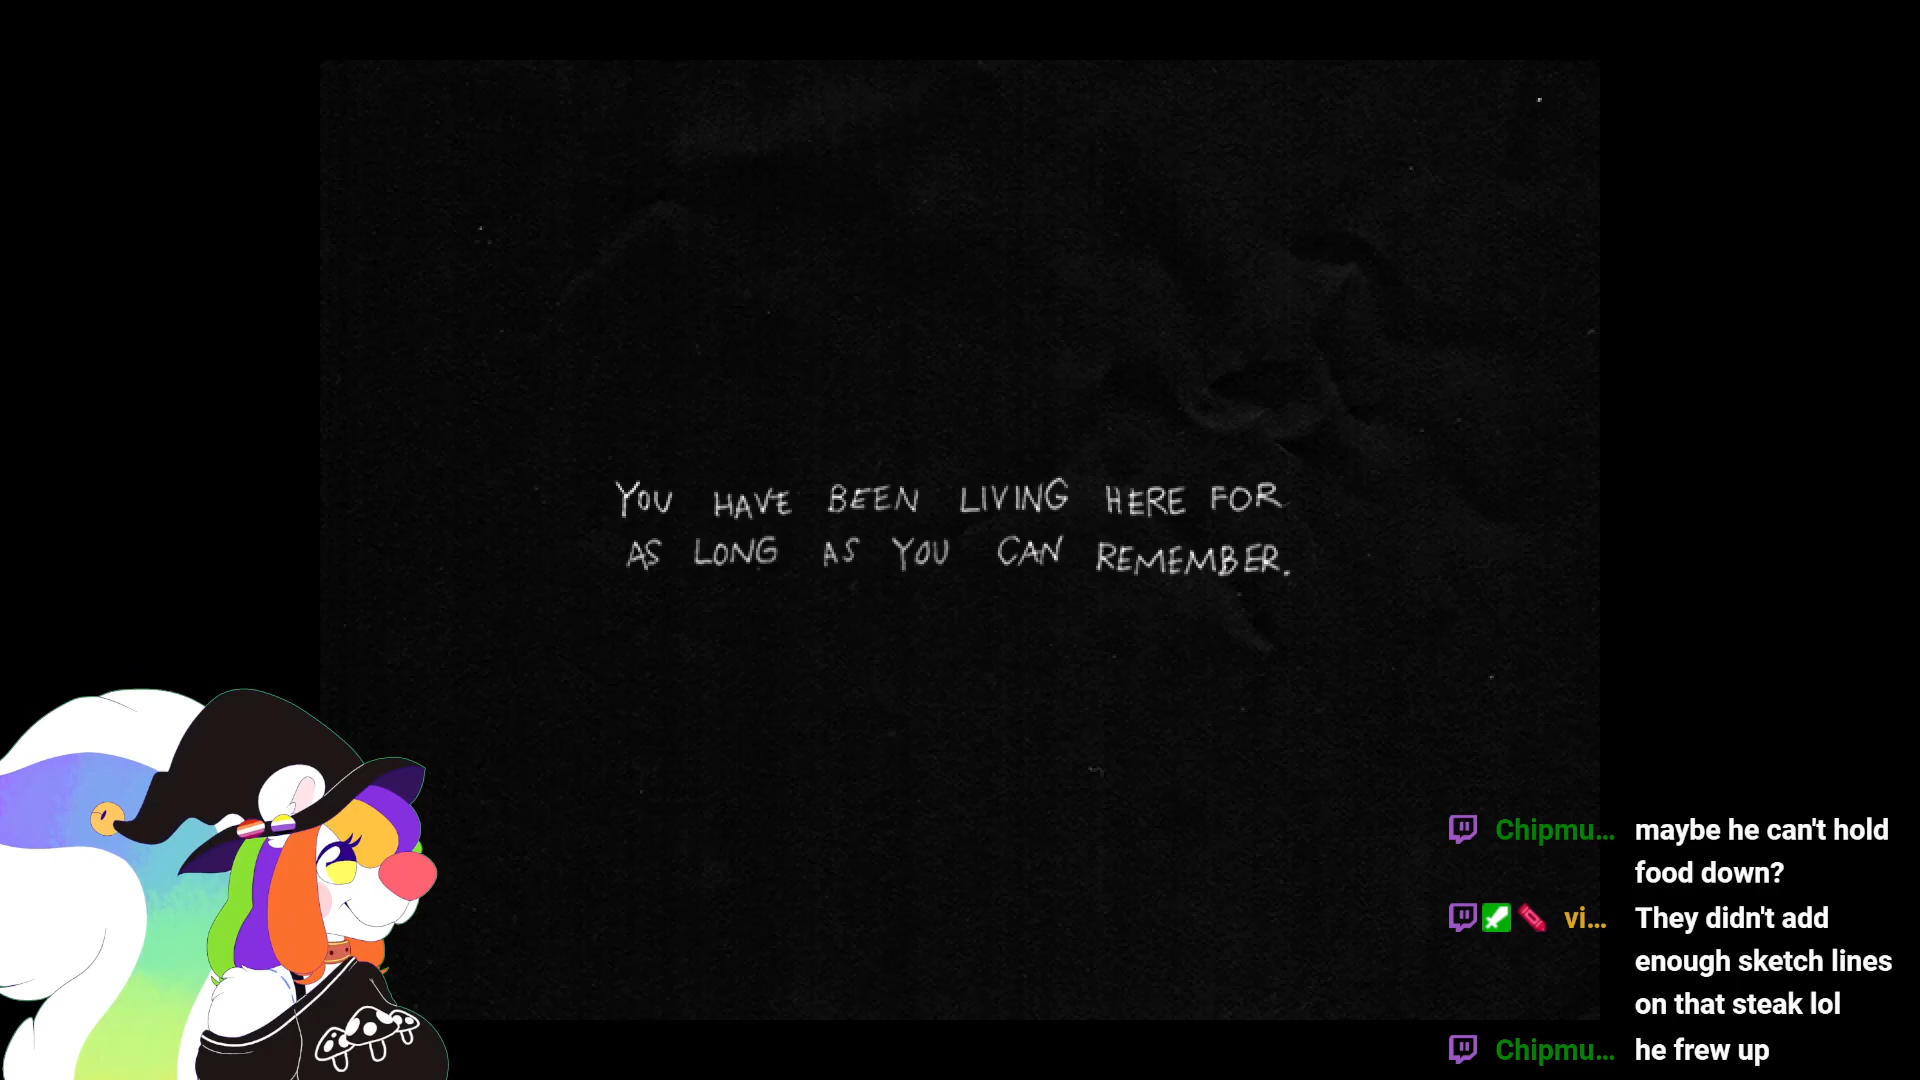 YOU HAVE BEEN LIVING HERE FOR
AS LONG AS YOU CAN REMEMBER.
Chipmu... maybe he can't hold
food down?
vi... They didn't add
enough sketch lines
on that steak lol
Chipmu... he frew up